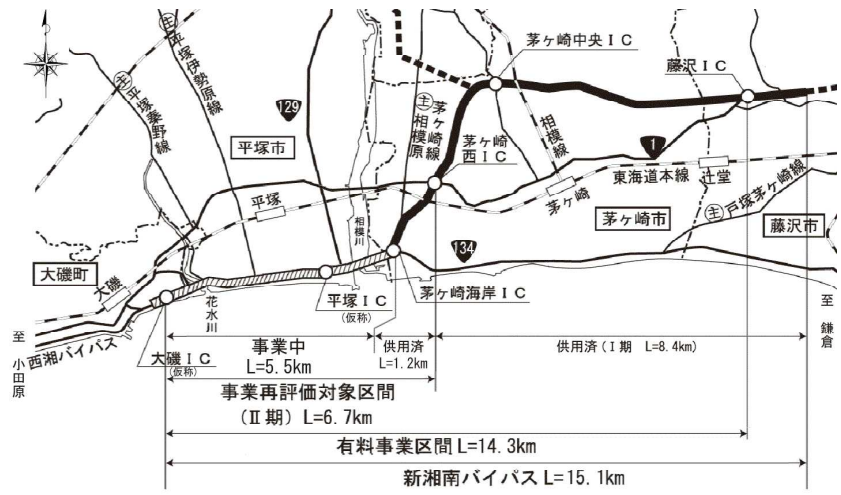 茅ヶ崎中央ＩＣ
藤沢ＩＣ
㊤平塚伊勢原線
㊤平塚秦野線
129
平塚市
㊤茅ヶ崎線
相模原
茅ヶ崎
西ＩＣ
相模線
1
東海道本線
辻堂
㊤戸塚茅ヶ崎線
茅ヶ崎
茅ヶ崎市
藤沢市
平塚
相模川
134
大磯町
大磯
花水川
平塚ＩＣ
(仮称)
茅ヶ崎海岸ＩＣ
至 鎌倉
至 小田原
西湘バイパス
大磯ＩＣ
(仮称)
事業中
L=5.5km
供用済
L=1.2km
供用済(Ⅰ期 L=8.4km)
事業再評価対象区間
(Ⅱ期) L=6.7km
有料事業区間L=14.3km
新湘南バイパスL=15.1km